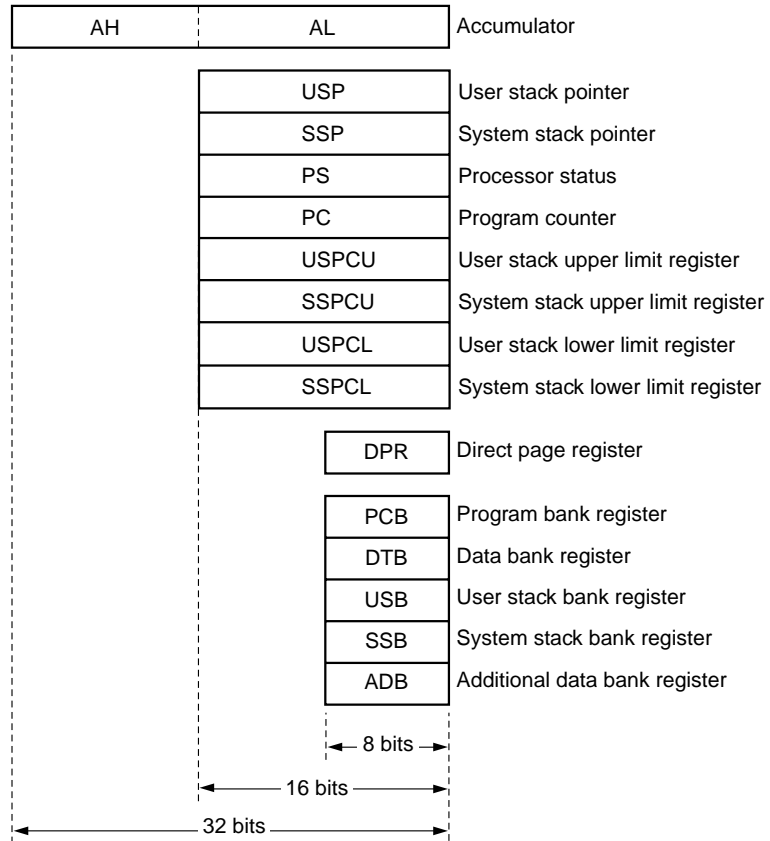 AH AL Accumulator
USP User stack pointer
SSP System stack pointer
PS Processor status
PC Program counter
USPCU User stack upper limit register
SSPCU System stack upper limit register
USPCL User stack lower limit register
SSPCL System stack lower limit register
DPR Direct page register
PCB Program bank register
DTB Data bank register
USB User stack bank register
SSB System stack bank register
ADB Additional data bank register
8 bits
16 bits
32 bits